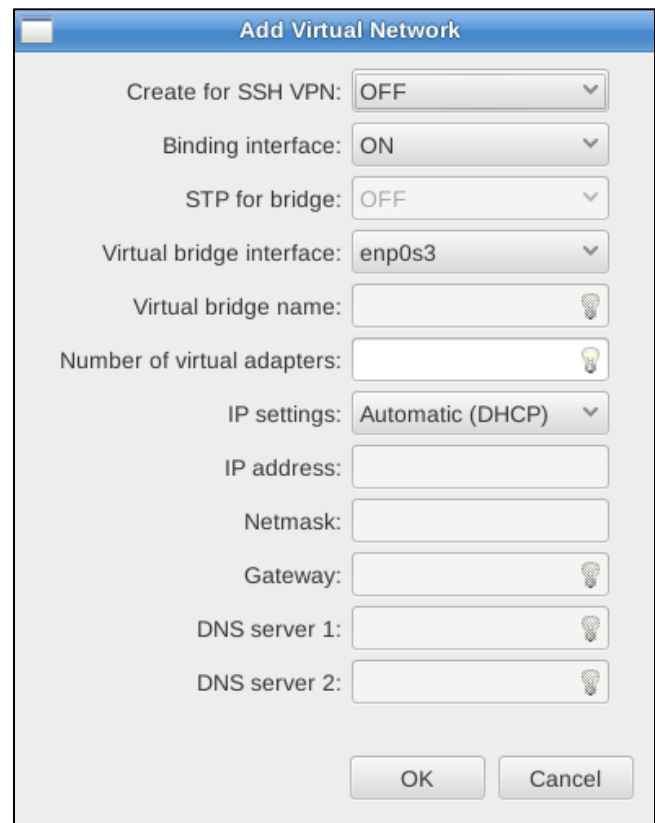 Add Virtual Network
Create for SSH VPN: OFF
Binding interface: ON
STP for bridge: OFF
Virtual bridge interface: enp0s3
Virtual bridge name:
Number of virtual adapters:
IP settings: Automatic (DHCP)
IP address:
Netmask:
Gateway:
DNS server 1:
DNS server 2:
OK Cancel